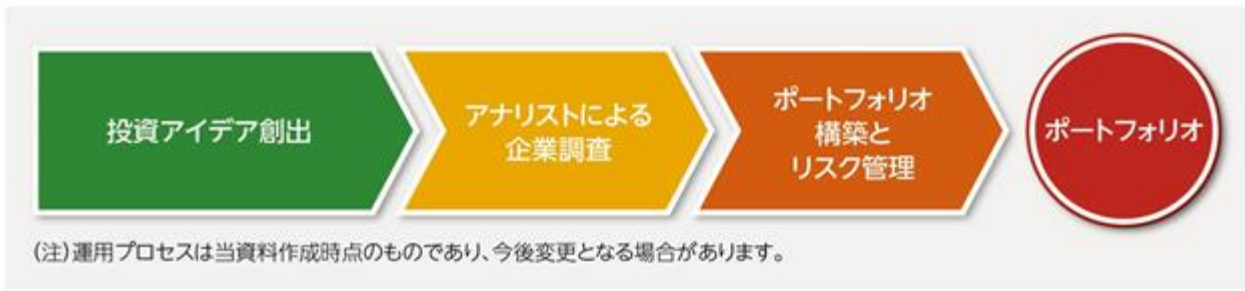 投資アイデア創出
アナリストによる
企業調査
ポートフォリオ
構築と
リスク管理
ポートフォリオ
(注)運用プロセスは当資料作成時点のものであり、今後変更となる場合があります。